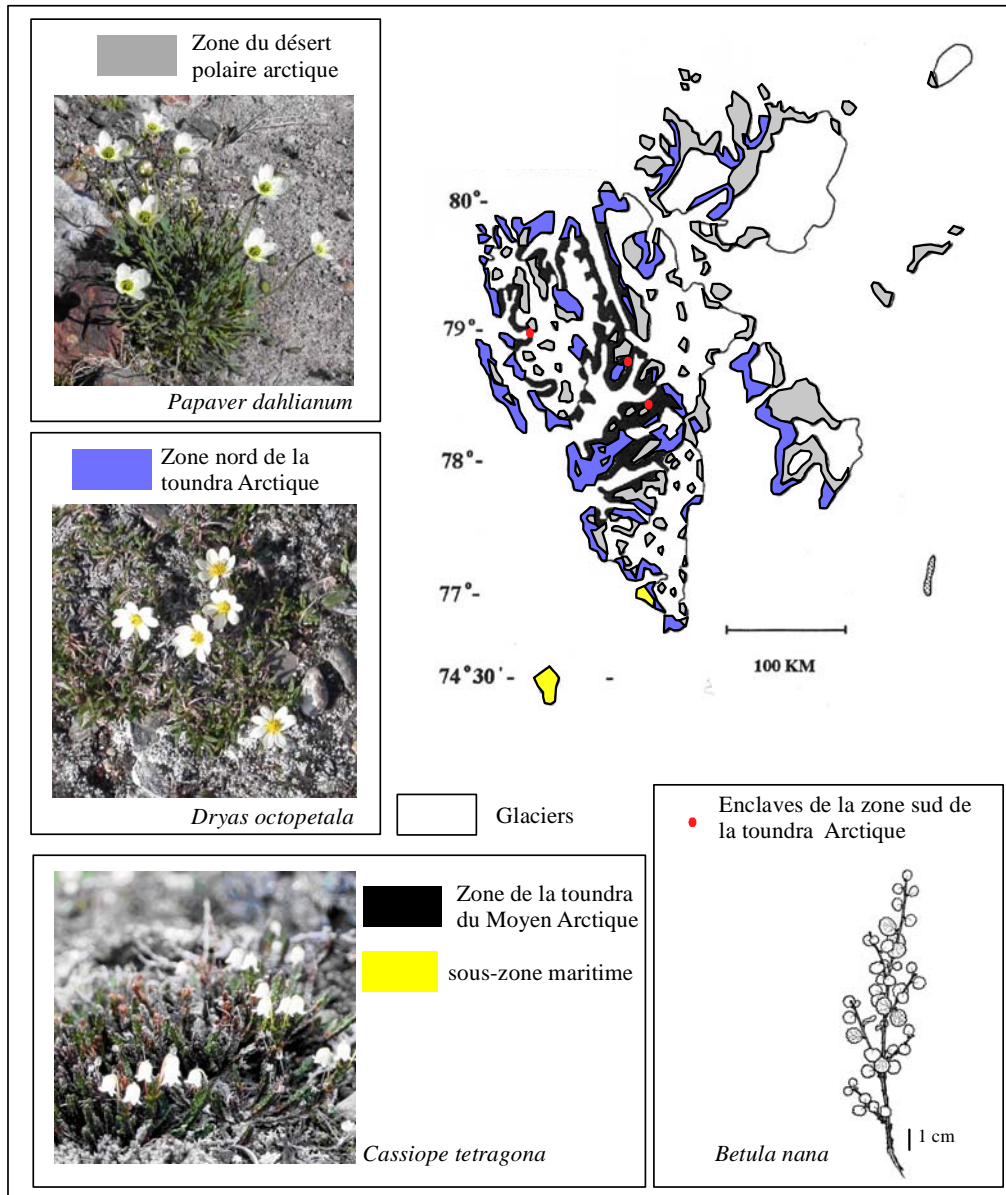 Zone du désert
polaire arctique
Papaver dahlianum
Zone nord de la
toundra Arctique
Dryas octopetala
80°-
79°-
78°-
77°-
74°30'-
-
100 KM
Glaciers
Zone de la toundra
du Moyen Arctique
sous-zone maritime
Cassiope tetragona
Enclaves de la zone sud de
la toundra Arctique
1 cm
Betula nana